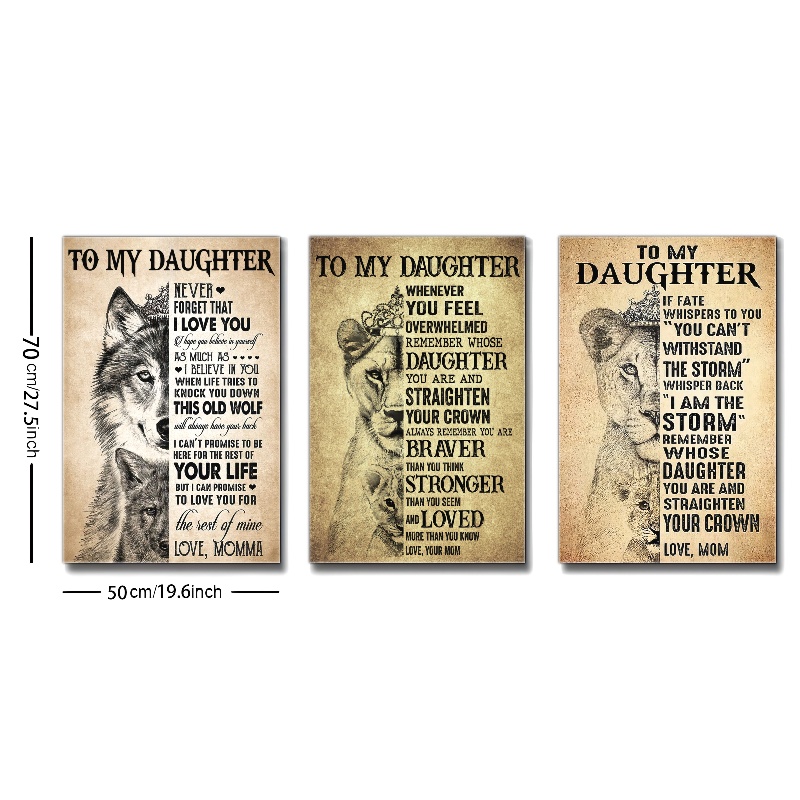 70cm/27.5inch
50cm/19.6inch
TO MY DAUGHTER
NEVER ♥
FORGET THAT
I LOVE YOU
I hope you believe in yourself
AS MUCH AS ♥♥♥♥
♥ I BELIEVE IN YOU
WHEN LIFE TRIES TO
KNOCK YOU DOWN
THIS OLD WOLF
will always have your back
I CAN'T PROMISE TO BE
HERE FOR THE REST OF
YOUR LIFE
BUT I CAN PROMISE ♥
TO LOVE YOU FOR
the rest of mine
LOVE, MOMMA
TO MY DAUGHTER
WHENEVER
YOU FEEL
OVERWHELMED
REMEMBER WHOSE
DAUGHTER
YOU ARE AND
STRAIGHTEN
YOUR CROWN
ALWAYS REMEMBER YOU ARE
BRAVER
THAN YOU THINK
STRONGER
THAN YOU SEEM
AND LOVED
MORE THAN YOU KNOW
LOVE, YOUR MOM
TO MY
DAUGHTER
IF FATE
WHISPERS TO YOU
"YOU CAN'T
WITHSTAND
THE STORM"
WHISPER BACK
"I AM THE
STORM"
REMEMBER
WHOSE
DAUGHTER
YOU ARE AND
STRAIGHTEN
YOUR CROWN
LOVE, MOM